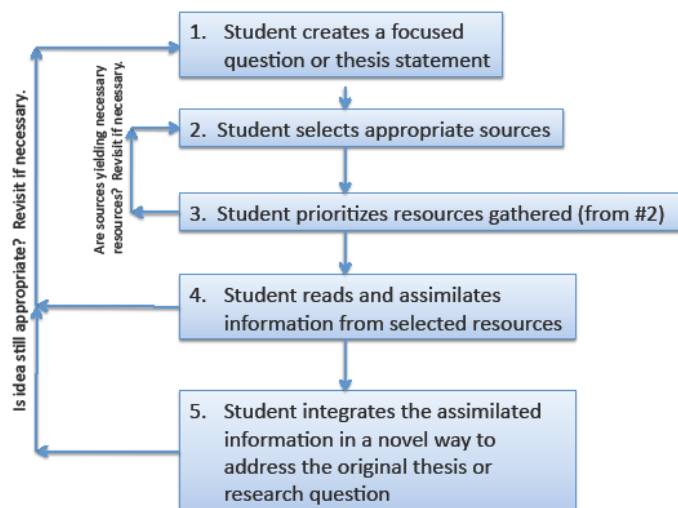 1. Student creates a focused
question or thesis statement
2. Student selects appropriate sources
3. Student prioritizes resources gathered (from #2)
4. Student reads and assimilates
information from selected resources
5. Student integrates the assimilated
information in a novel way to
address the original thesis or
research question
Are sources yielding necessary
resources? Revisit if necessary.
Is idea still appropriate? Revisit if necessary.